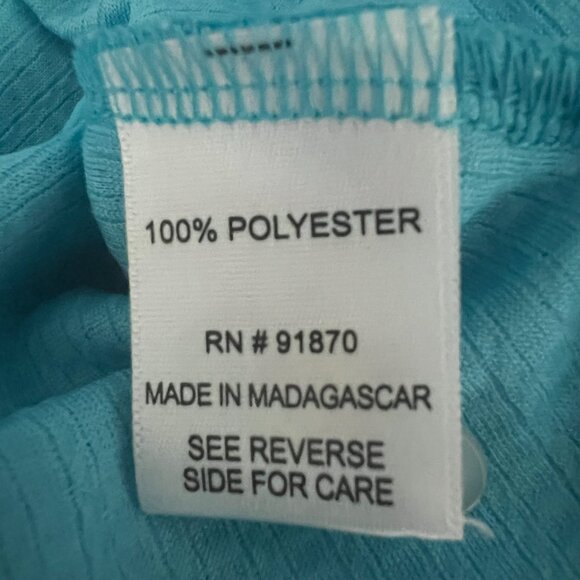 100% POLYESTER
RN # 91870
MADE IN MADAGASCAR
SEE REVERSE
SIDE FOR CARE